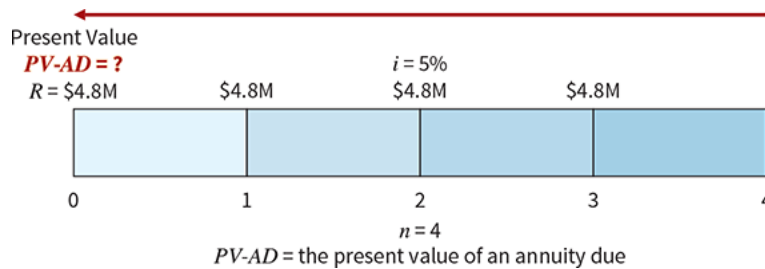 Present Value
PV-AD = ? i = 5%
R = $4.8M $4.8M $4.8M $4.8M
0 1 2 3 4
n = 4
PV-AD = the present value of an annuity due